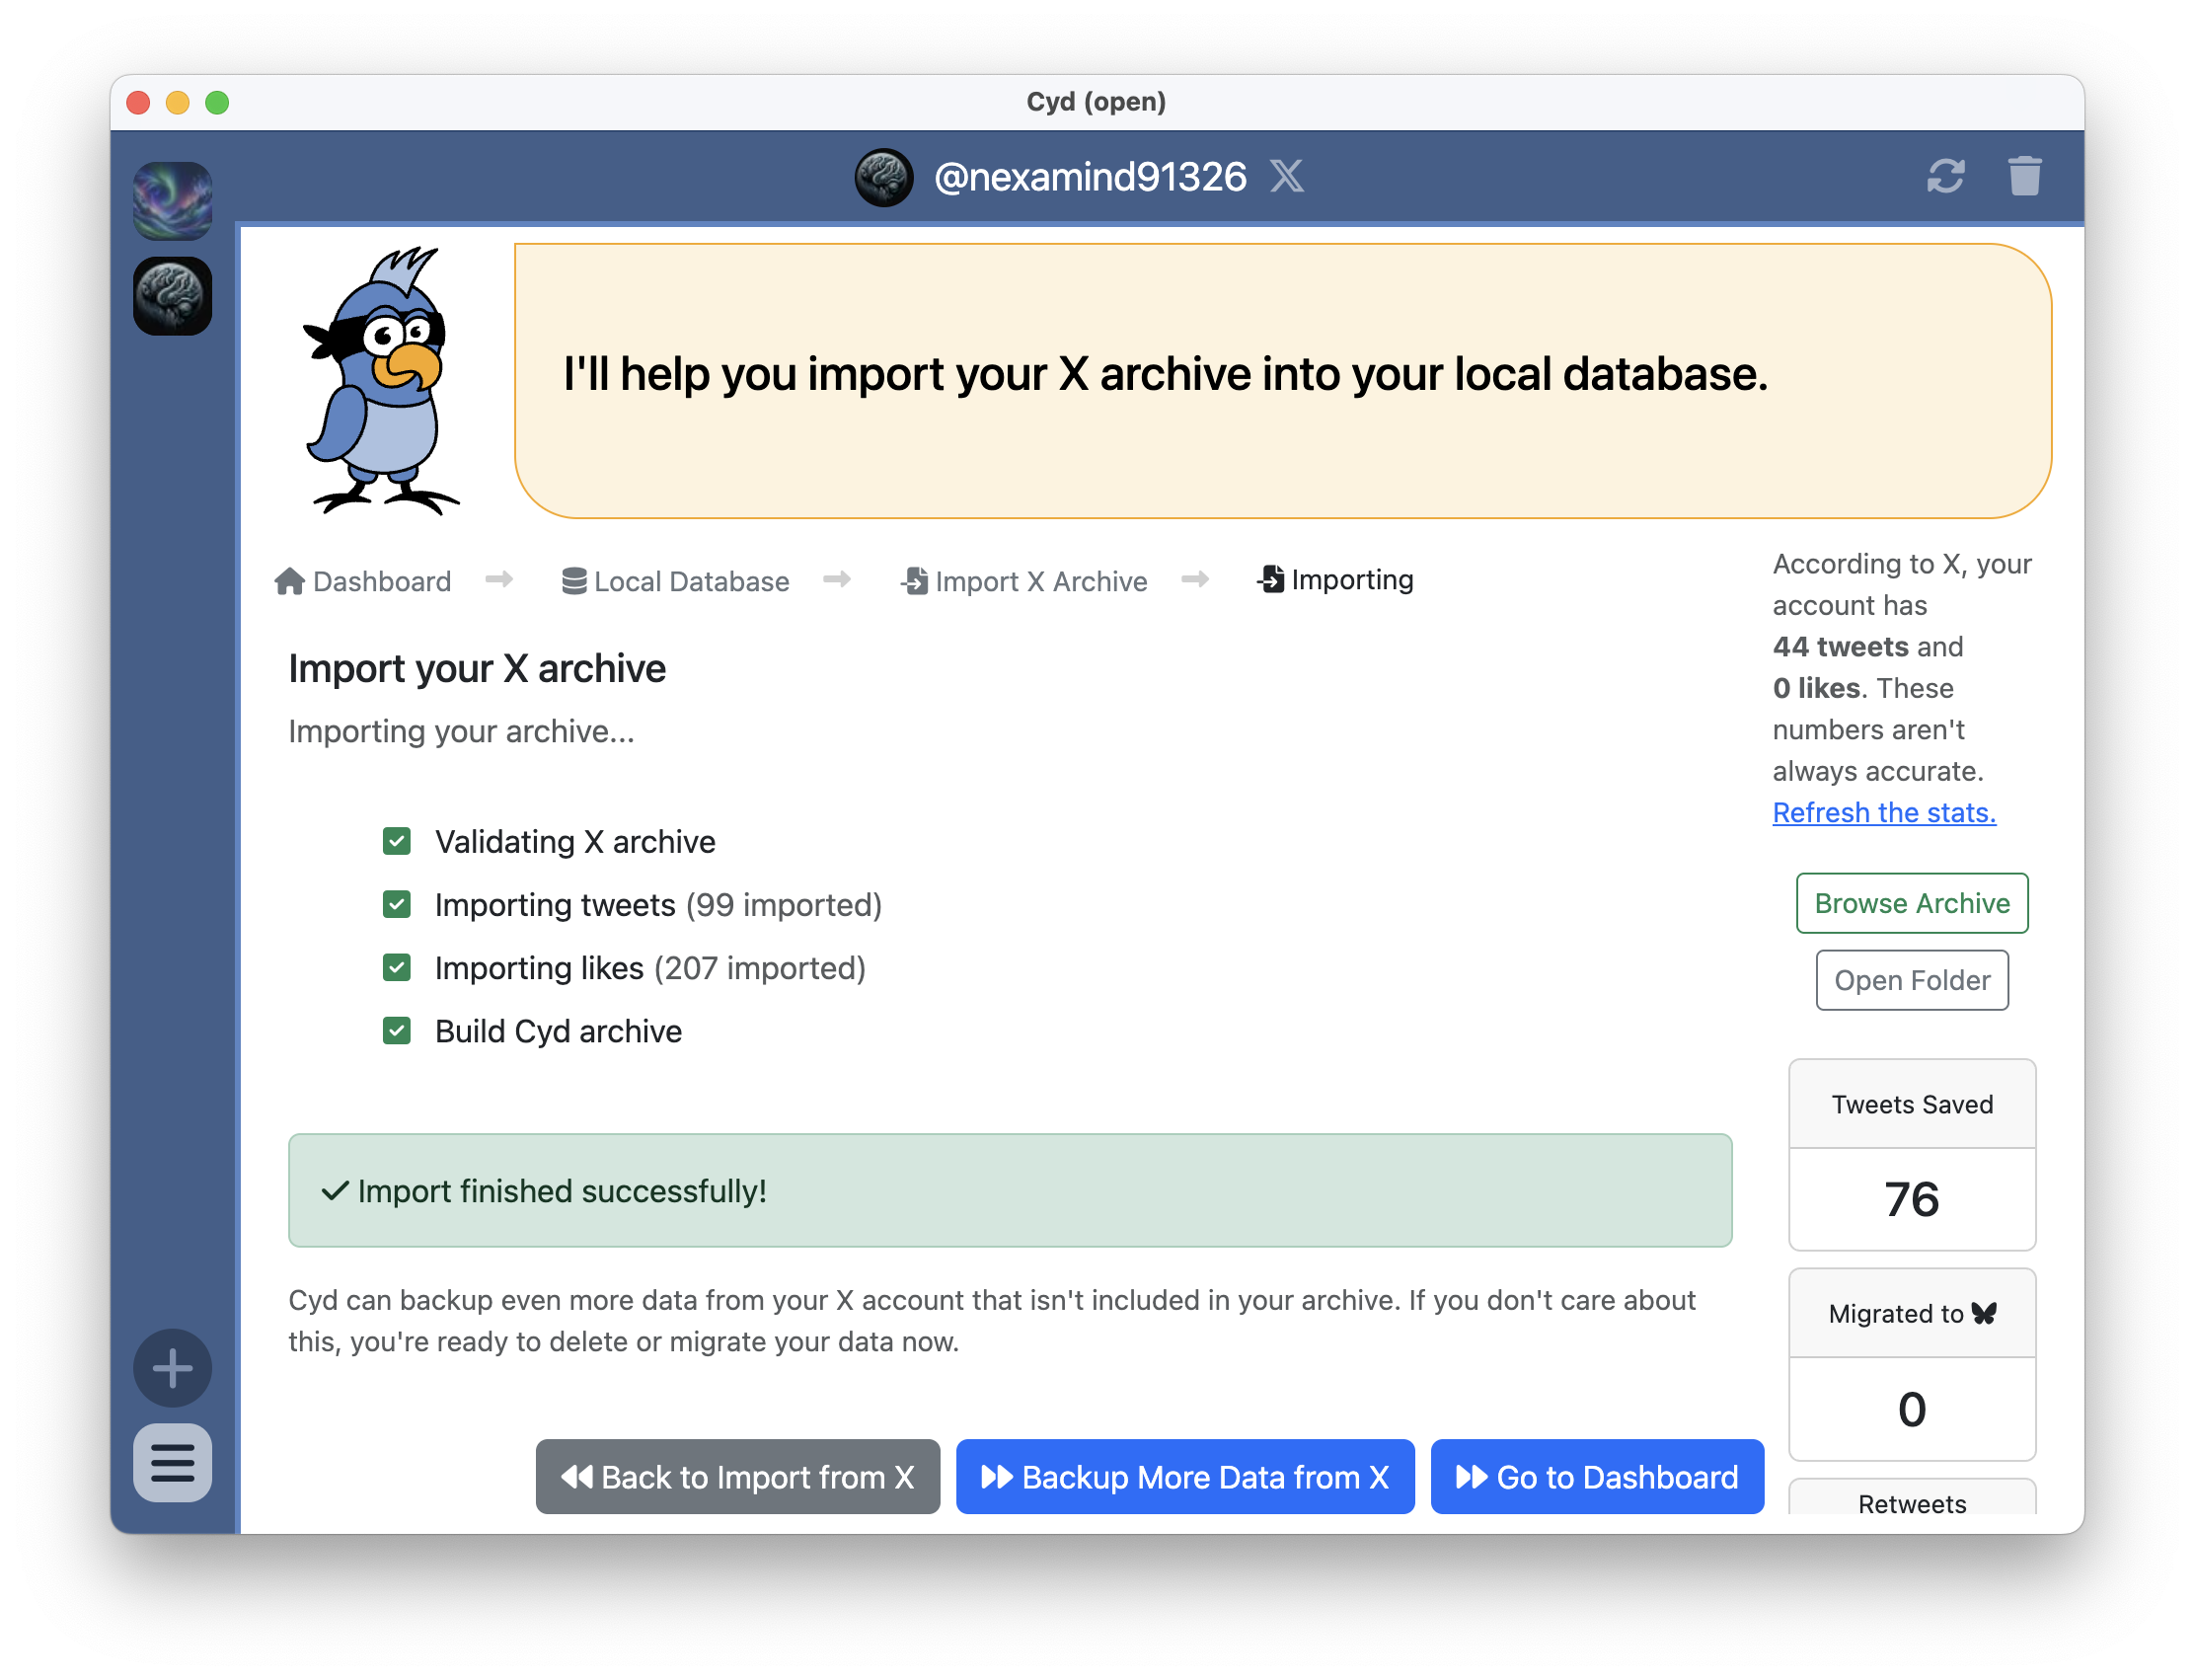 Cyd (open)
@nexamind91326
I'll help you import your X archive into your local database.
Dashboard
Local Database
Import X Archive
Importing
Import your X archive
Importing your archive...
Validating X archive
Importing tweets (99 imported)
Importing likes (207 imported)
Build Cyd archive
Import finished successfully!
Cyd can backup even more data from your X account that isn't included in your archive. If you don't care about
this, you're ready to delete or migrate your data now.
Back to Import from X
Backup More Data from X
Go to Dashboard
According to X, your
account has
44 tweets and
0 likes. These
numbers aren't
always accurate.
Refresh the stats.
Browse Archive
Open Folder
Tweets Saved
76
Migrated to
0
Retweets